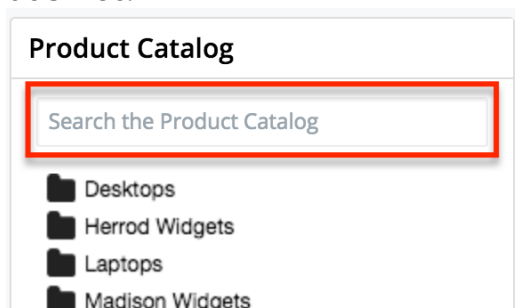 Product Catalog
Search the Product Catalog
Desktops
Herrod Widgets
Laptops
Madison Widgets